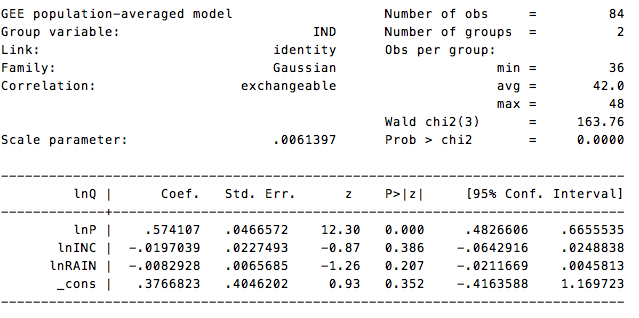 GEE population-averaged model                   Number of obs      =        84
Group variable:                        IND      Number of groups   =         2
Link:                             identity      Obs per group:
Family:                           Gaussian                    min =        36
Correlation:                  exchangeable                    avg =      42.0
                                                              max =        48
                                                Wald chi2(3)       =    163.76
Scale parameter:                  .0061397      Prob > chi2        =    0.0000
------------------------------------------------------------------------------
         lnQ |      Coef.   Std. Err.      z    P>|z|     [95% Conf. Interval]
-------------+----------------------------------------------------------------
         lnP |    .574107   .0466572    12.30   0.000     .4826606    .6655535
       lnINC |  -.0197039   .0227493    -0.87   0.386    -.0642916    .0248838
      lnRAIN |  -.0082928   .0065685    -1.26   0.207    -.0211669    .0045813
       _cons |   .3766823   .4046202     0.93   0.352    -.4163588    1.169723
------------------------------------------------------------------------------